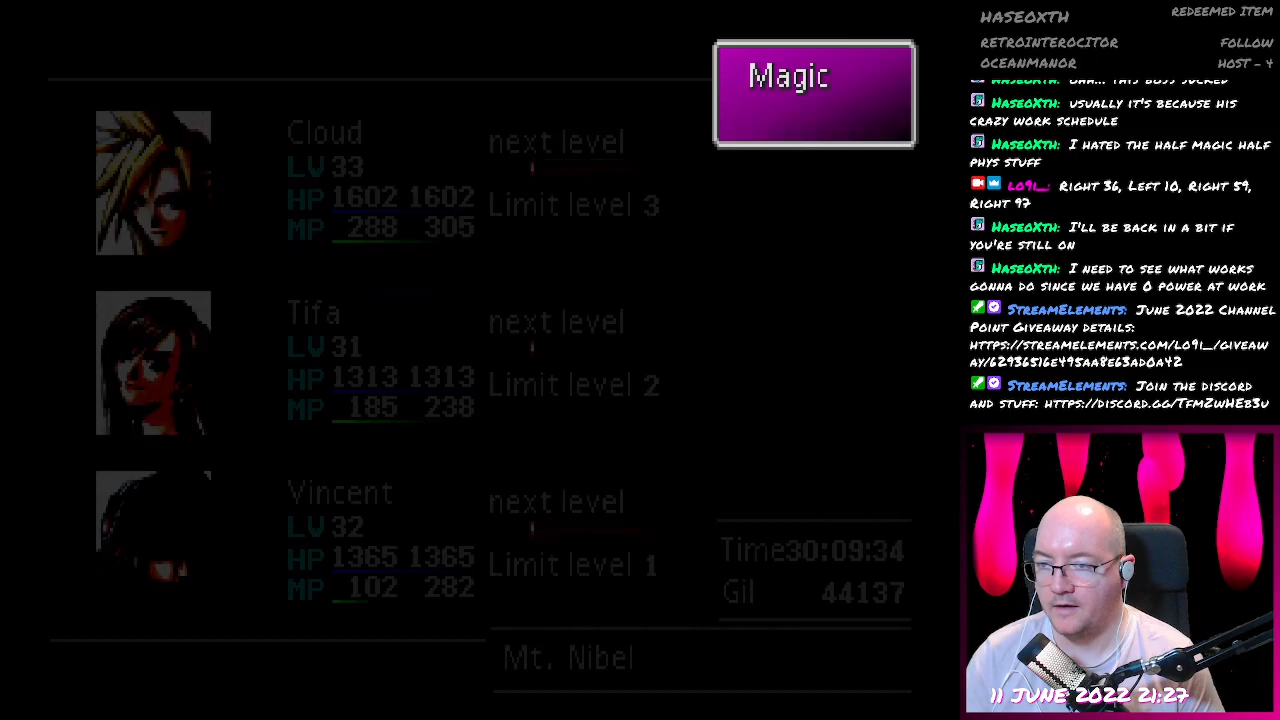 Magic
Cloud
LV 33
HP 1602 1602
MP 288 305
next level
Limit level 3
Tifa
LV 31
HP 1313 1313
MP 185 238
next level
Limit level 2
Vincent
LV 32
HP 1365 1365
MP 102 282
next level
Limit level 1
Time 30:09:34
Gil 44137
Mt. Nibel
HASEOXTH REDEEMED ITEM
RETROINTEROCITOR FOLLOW
OCEANMANOR HOST - 4
HASEOXTH: USUALLY IT'S BECAUSE HIS
CRAZY WORK SCHEDULE
HASEOXTH: I HATED THE HALF MAGIC HALF
PHYS STUFF
LO9I_: RIGHT 36, LEFT 10, RIGHT 59,
RIGHT 97
HASEOXTH: I'LL BE BACK IN A BIT IF
YOU'RE STILL ON
HASEOXTH: I NEED TO SEE WHAT WORKS
GONNA DO SINCE WE HAVE 0 POWER AT WORK
STREAMELEMENTS: JUNE 2022 CHANNEL
POINT GIVEAWAY DETAILS:
HTTPS://STREAMELEMENTS.COM/LO9I_/GIVEAW
AY/62936516E495AA8E63AD0A42
STREAMELEMENTS: JOIN THE DISCORD
AND STUFF: HTTPS://DISCORD.GG/TFMZWHEB3U
11 JUNE 2022 21:27